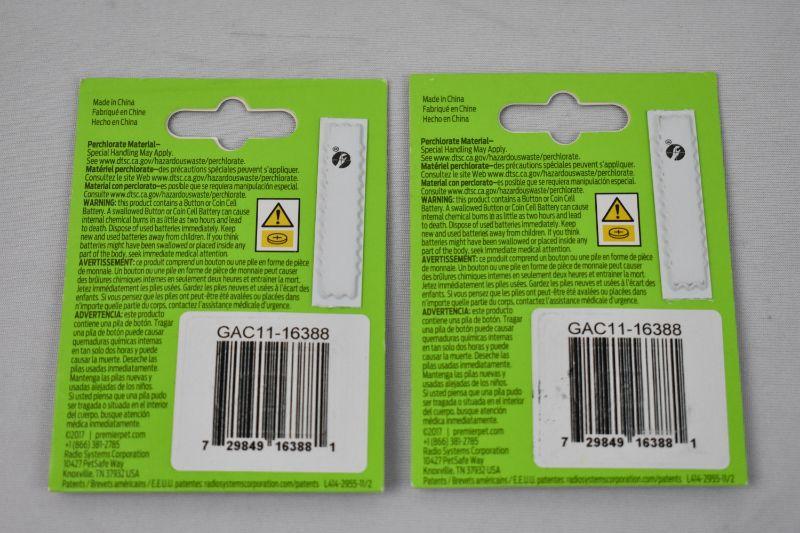 Made in China
Fabriqué en Chine
Hecho en China
Perchlorate Material–
Special Handling May Apply.
See www.dtsc.ca.gov/hazardouswaste/perchlorate.
Matériel perchlorate–des précautions spéciales peuvent s'appliquer.
Consultez le site Web www.dtsc.ca.gov/hazardouswaste/perchlorate.
Material con perclorato–es posible que se requiera manipulación especial.
Consulte www.dtsc.ca.gov/hazardouswaste/perchlorate.
WARNING: this product contains a Button or Coin Cell
Battery. A swallowed Button or Coin Cell Battery can cause
internal chemical burns in as little as two hours and lead
to death. Dispose of used batteries immediately. Keep
new and used batteries away from children. If you think
batteries might have been swallowed or placed inside any
part of the body, seek immediate medical attention.
AVERTISSEMENT: ce produit comprend un bouton ou une pile en forme de pièce
de monnaie. Un bouton ou une pile en forme de pièce de monnaie peut causer
des brûlures chimiques internes en seulement deux heures et entraîner la mort.
Jetez immédiatement les piles usées. Gardez les piles neuves et usées à l'écart des
enfants. Si vous pensez que les piles ont peut-être été avalées ou placées dans
n'importe quelle partie du corps, contactez l'assistance médicale d'urgence.
ADVERTENCIA: este producto
contiene una pila de botón. Tragar
una pila de botón puede causar
quemaduras químicas internas
en tan solo dos horas y puede
causar la muerte. Deseche las
pilas usadas inmediatamente.
Mantenga las pilas nuevas y
usadas alejadas de los niños.
Si usted piensa que una pila pudo
ser tragada o situada en el interior
del cuerpo, busque atención
médica de inmediato.
©2017 | premierpet.com
+1 (866) 381-2785
Radio Systems Corporation
10427 PetSafe Way
Knoxville, TN 37932 USA
Patents / Brevets américains / E.E.U.U. patentes: radiosystemscorporation.com/patents L414-2955-11/2
GAC11-16388
7 29849 16388 1
Made in China
Fabriqué en Chine
Hecho en China
Perchlorate Material–
Special Handling May Apply.
See www.dtsc.ca.gov/hazardouswaste/perchlorate.
Matériel perchlorate–des précautions spéciales peuvent s'appliquer.
Consultez le site Web www.dtsc.ca.gov/hazardouswaste/perchlorate.
Material con perclorato–es posible que se requiera manipulación especial.
Consulte www.dtsc.ca.gov/hazardouswaste/perchlorate.
WARNING: this product contains a Button or Coin Cell
Battery. A swallowed Button or Coin Cell Battery can cause
internal chemical burns in as little as two hours and lead
to death. Dispose of used batteries immediately. Keep
new and used batteries away from children. If you think
batteries might have been swallowed or placed inside any
part of the body, seek immediate medical attention.
AVERTISSEMENT: ce produit comprend un bouton ou une pile en forme de pièce
de monnaie. Un bouton ou une pile en forme de pièce de monnaie peut causer
des brûlures chimiques internes en seulement deux heures et entraîner la mort.
Jetez immédiatement les piles usées. Gardez les piles neuves et usées à l'écart des
enfants. Si vous pensez que les piles ont peut-être été avalées ou placées dans
n'importe quelle partie du corps, contactez l'assistance médicale d'urgence.
ADVERTENCIA: este producto
contiene una pila de botón. Tragar
una pila de botón puede causar
quemaduras químicas internas
en tan solo dos horas y puede
causar la muerte. Deseche las
pilas usadas inmediatamente.
Mantenga las pilas nuevas y
usadas alejadas de los niños.
Si usted piensa que una pila pudo
ser tragada o situada en el interior
del cuerpo, busque atención
médica de inmediato.
©2017 | premierpet.com
+1 (866) 381-2785
Radio Systems Corporation
10427 PetSafe Way
Knoxville, TN 37932 USA
Patents / Brevets américains / E.E.U.U. patentes: radiosystemscorporation.com/patents L414-2955-11/2
GAC11-16388
7 29849 16388 1